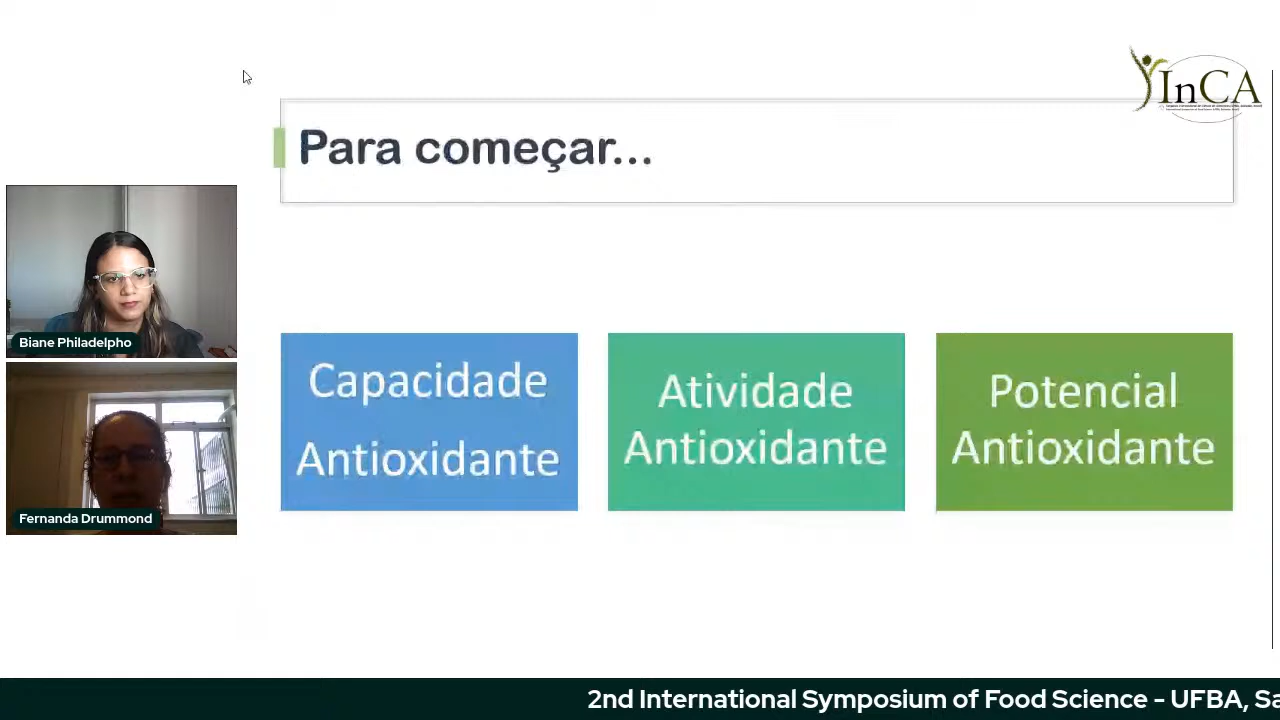 InCA
Para começar...
Biane Philadelpho
Fernanda Drummond
Capacidade
Antioxidante
Atividade
Antioxidante
Potencial
Antioxidante
2nd International Symposium of Food Science - UFBA, Sa